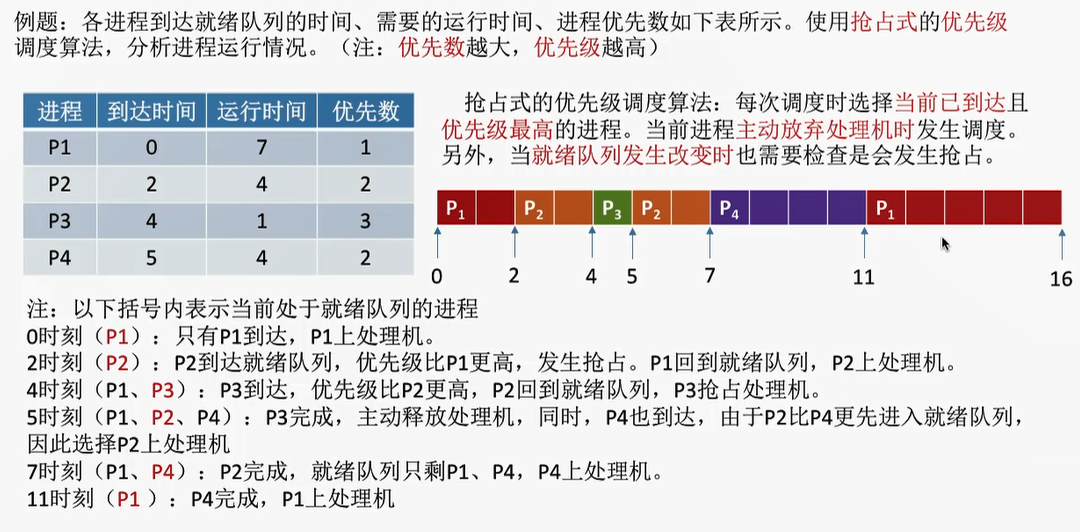 例题：各进程到达就绪队列的时间、需要的运行时间、进程优先数如下表所示。使用抢占式的优先级
调度算法，分析进程运行情况。（注：优先数越大，优先级越高）
进程 到达时间 运行时间 优先数
P1 0 7 1
P2 2 4 2
P3 4 1 3
P4 5 4 2
抢占式的优先级调度算法：每次调度时选择当前已到达且
优先级最高的进程。当前进程主动放弃处理机时发生调度。
另外，当就绪队列发生改变时也需要检查是会发生抢占。
P1 P2 P3 P2 P4 P1
0 2 4 5 7 11 16
注：以下括号内表示当前处于就绪队列的进程
0时刻（P1）：只有P1到达，P1上处理机。
2时刻（P2）：P2到达就绪队列，优先级比P1更高，发生抢占。P1回到就绪队列，P2上处理机。
4时刻（P1、P3）：P3到达，优先级比P2更高，P2回到就绪队列，P3抢占处理机。
5时刻（P1、P2、P4）：P3完成，主动释放处理机，同时，P4也到达，由于P2比P4更先进入就绪队列，
因此选择P2上处理机
7时刻（P1、P4）：P2完成，就绪队列只剩P1、P4，P4上处理机。
11时刻（P1 ）：P4完成，P1上处理机